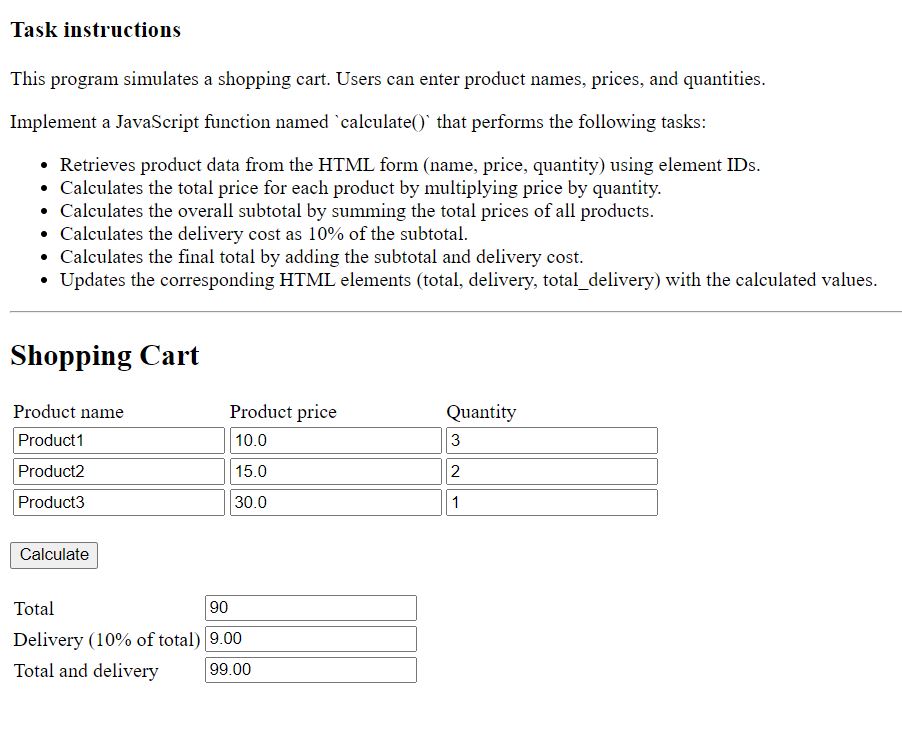 Task instructions
This program simulates a shopping cart. Users can enter product names, prices, and quantities.
Implement a JavaScript function named `calculate()` that performs the following tasks:
• Retrieves product data from the HTML form (name, price, quantity) using element IDs.
• Calculates the total price for each product by multiplying price by quantity.
• Calculates the overall subtotal by summing the total prices of all products.
• Calculates the delivery cost as 10% of the subtotal.
• Calculates the final total by adding the subtotal and delivery cost.
• Updates the corresponding HTML elements (total, delivery, total_delivery) with the calculated values.
Shopping Cart
Product name Product price Quantity
Product1 10.0 3
Product2 15.0 2
Product3 30.0 1
Calculate
Total 90
Delivery (10% of total) 9.00
Total and delivery 99.00